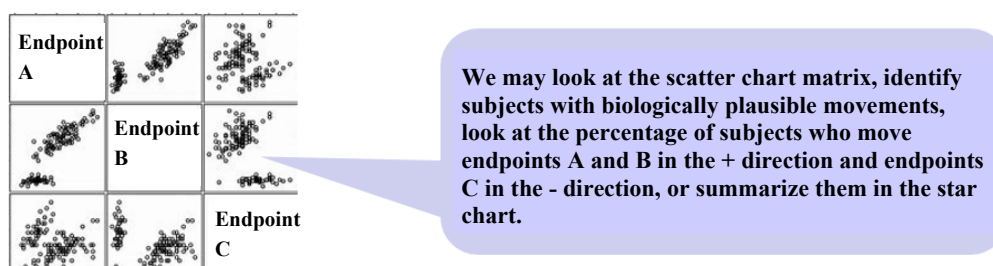 Endpoint
A
Endpoint
B
Endpoint
C
We may look at the scatter chart matrix, identify
subjects with biologically plausible movements,
look at the percentage of subjects who move
endpoints A and B in the + direction and endpoints
C in the - direction, or summarize them in the star
chart.